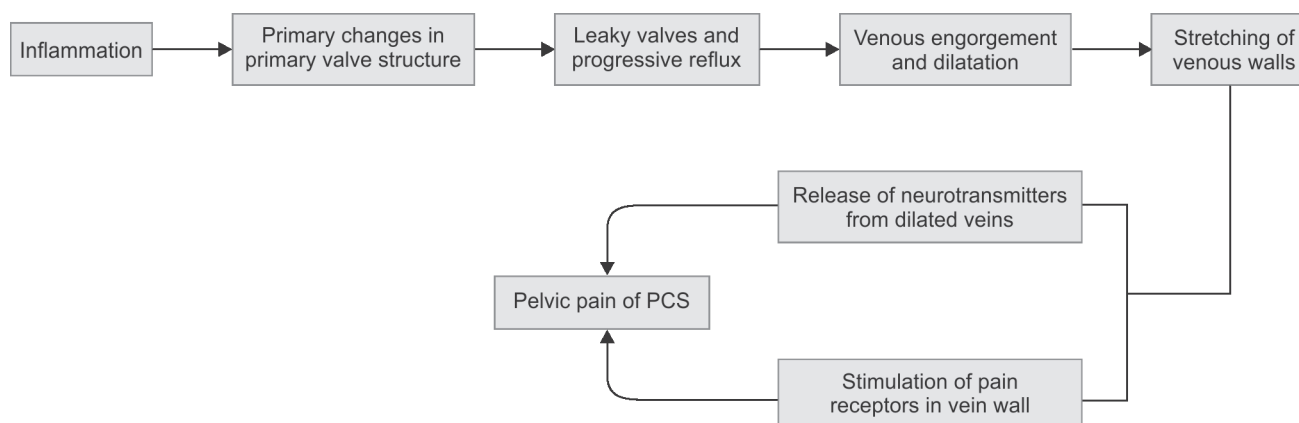 Inflammation
Primary changes in
primary valve structure
Leaky valves and
progressive reflux
Venous engorgement
and dilatation
Stretching of
venous walls
Release of neurotransmitters
from dilated veins
Pelvic pain of PCS
Stimulation of pain
receptors in vein wall